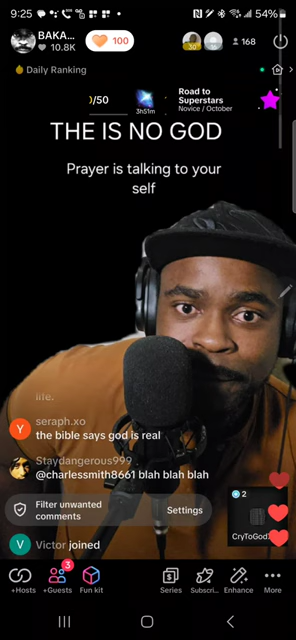 9:25
54%
BAKA...
10.8K
100
30
168
Daily Ranking
/50
3h51m
Road to
Superstars
Novice / October
THE IS NO GOD
Prayer is talking to your
self
life.
seraph.xo
Y
the bible says god is real
Staydangerous999
@charlessmith8661 blah blah blah
Filter unwanted
comments
Settings
2
CryToGod
V
Victor joined
3
+Hosts
+Guests
Fun kit
Series
Subscri...
Enhance
More